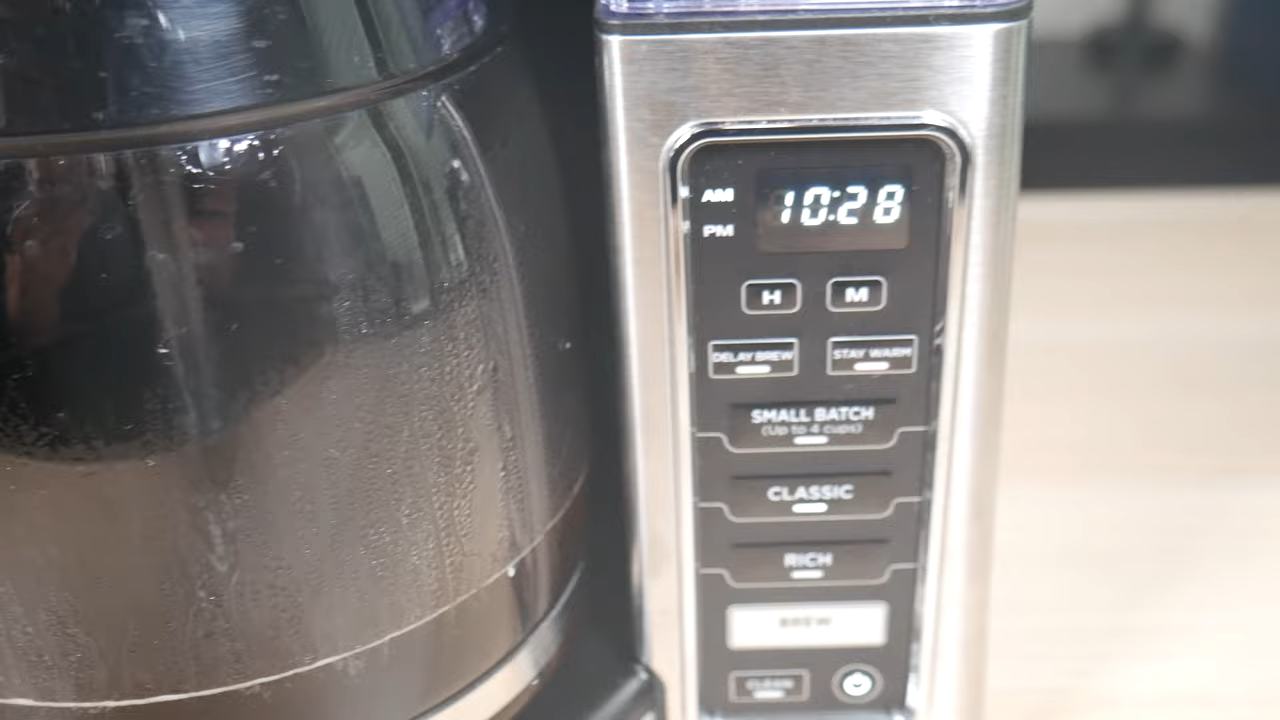 AM
10:28
PM
H M
DELAY BREW STAY WARM
SMALL BATCH
(Up to 4 cups)
CLASSIC
RICH
BREW
CLEAN